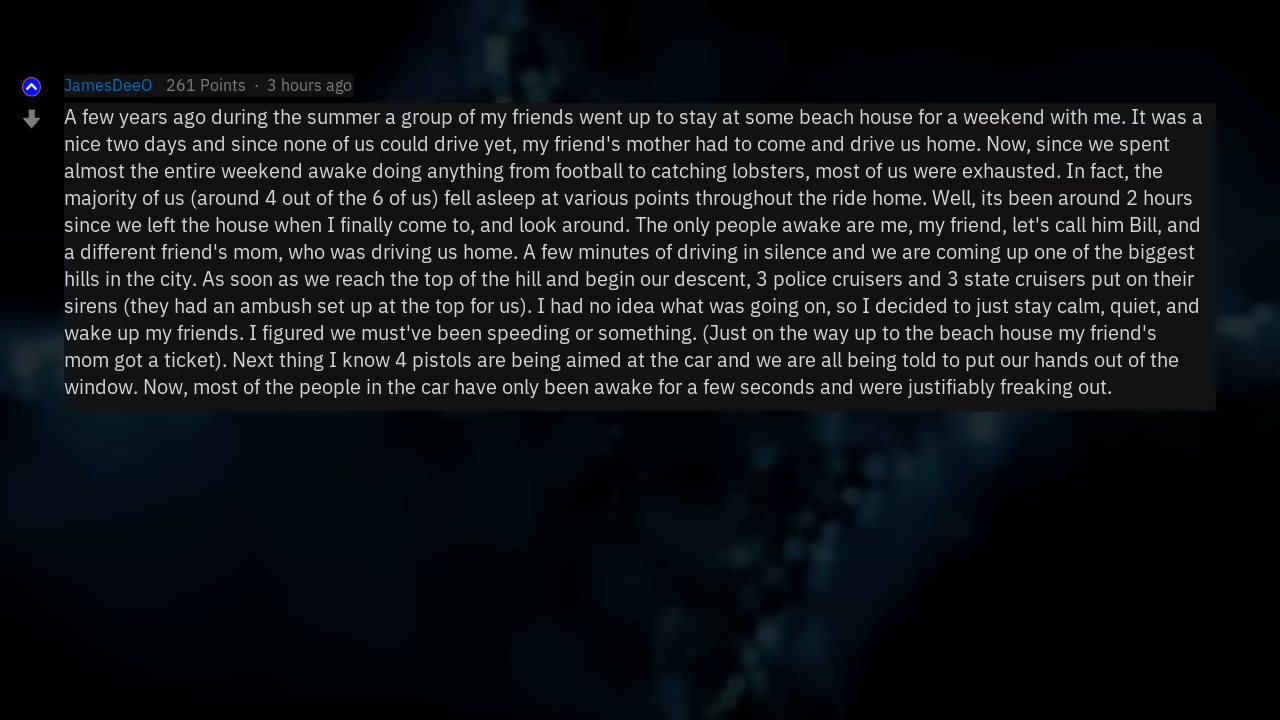 JamesDeeO 261 Points · 3 hours ago
A few years ago during the summer a group of my friends went up to stay at some beach house for a weekend with me. It was a
nice two days and since none of us could drive yet, my friend's mother had to come and drive us home. Now, since we spent
almost the entire weekend awake doing anything from football to catching lobsters, most of us were exhausted. In fact, the
majority of us (around 4 out of the 6 of us) fell asleep at various points throughout the ride home. Well, its been around 2 hours
since we left the house when I finally come to, and look around. The only people awake are me, my friend, let's call him Bill, and
a different friend's mom, who was driving us home. A few minutes of driving in silence and we are coming up one of the biggest
hills in the city. As soon as we reach the top of the hill and begin our descent, 3 police cruisers and 3 state cruisers put on their
sirens (they had an ambush set up at the top for us). I had no idea what was going on, so I decided to just stay calm, quiet, and
wake up my friends. I figured we must've been speeding or something. (Just on the way up to the beach house my friend's
mom got a ticket). Next thing I know 4 pistols are being aimed at the car and we are all being told to put our hands out of the
window. Now, most of the people in the car have only been awake for a few seconds and were justifiably freaking out.